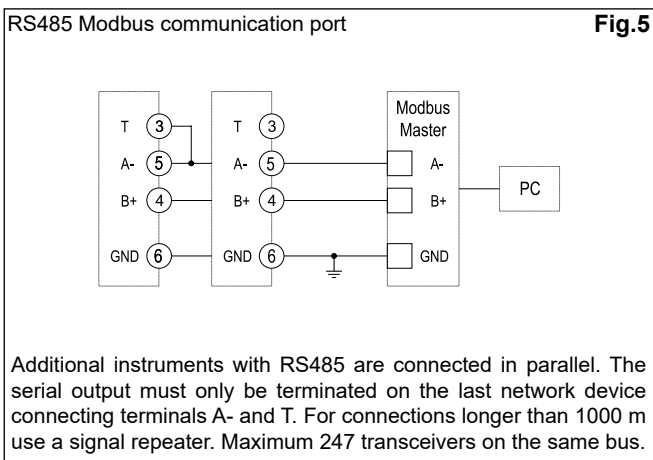 RS485 Modbus communication port Fig.5
Modbus
Master
T 3 T 3
A- 5 A- 5 A-
B+ 4 B+ 4 B+
PC
GND 6 GND 6 GND
Additional instruments with RS485 are connected in parallel. The
serial output must only be terminated on the last network device
connecting terminals A- and T. For connections longer than 1000 m
use a signal repeater. Maximum 247 transceivers on the same bus.